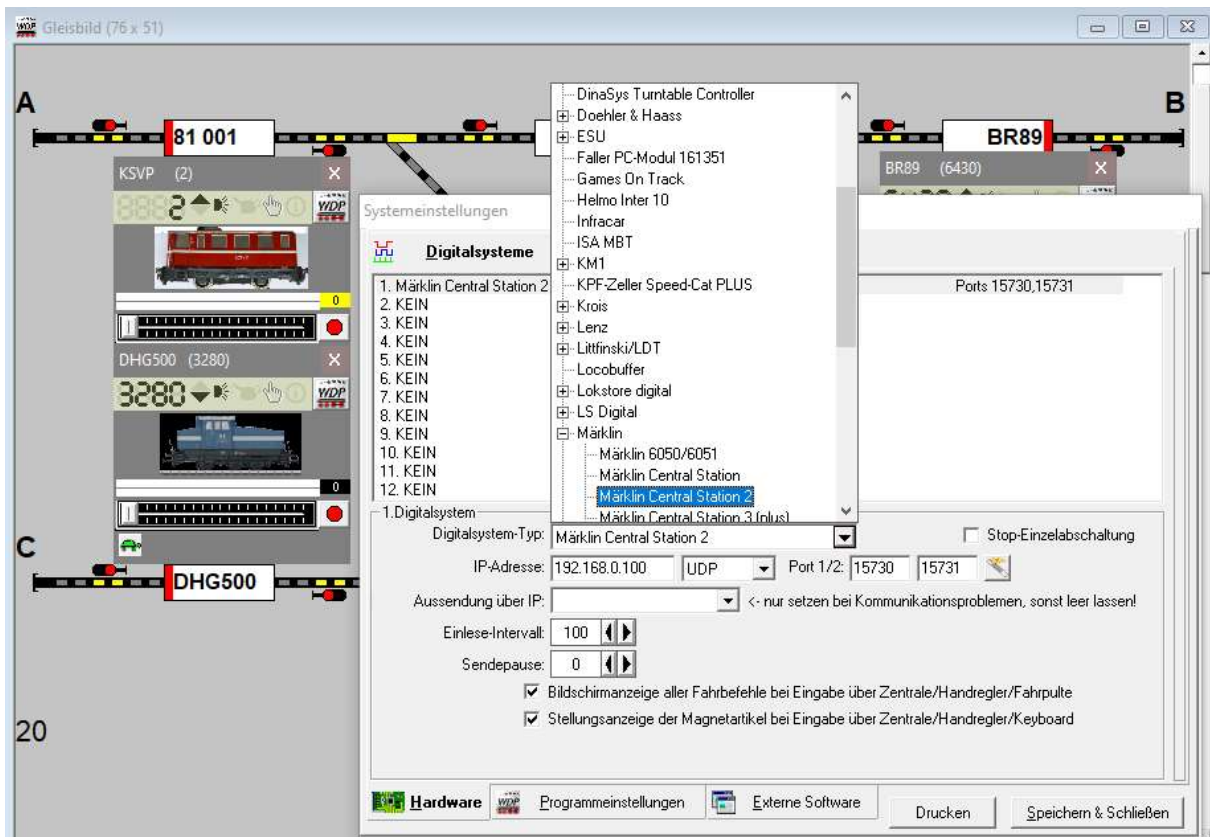 Gleisbild (76 x 51)
A
B
81 001
BR89
KSVP (2)
2
WDP
0
DHG500 (3280)
3280
WDP
0
C
DHG500
20
BR89 (6430)
Systemeinstellungen
Digitalsysteme
1. Märklin Central Station 2
Ports 15730,15731
2. KEIN
3. KEIN
4. KEIN
5. KEIN
6. KEIN
7. KEIN
8. KEIN
9. KEIN
10. KEIN
11. KEIN
12. KEIN
DinaSys Turntable Controller
Doehler & Haass
ESU
Faller PC-Modul 161351
Games On Track
Helmo Inter 10
Infracar
ISA MBT
KM1
KPF-Zeller Speed-Cat PLUS
Krois
Lenz
Littfinski/LDT
Locobuffer
Lokstore digital
LS Digital
Märklin
Märklin 6050/6051
Märklin Central Station
Märklin Central Station 2
Märklin Central Station 3 (plus)
1.Digitalsystem
Digitalsystem-Typ: Märklin Central Station 2
Stop-Einzelabschaltung
IP-Adresse: 192.168.0.100 UDP Port 1/2: 15730 15731
Aussendung über IP: <- nur setzen bei Kommunikationsproblemen, sonst leer lassen!
Einlese-Intervall: 100
Sendepause: 0
Bildschirmanzeige aller Fahrbefehle bei Eingabe über Zentrale/Handregler/Fahrpulte
Stellungsanzeige der Magnetartikel bei Eingabe über Zentrale/Handregler/Keyboard
Hardware
Programmeinstellungen
Externe Software
Drucken
Speichern & Schließen